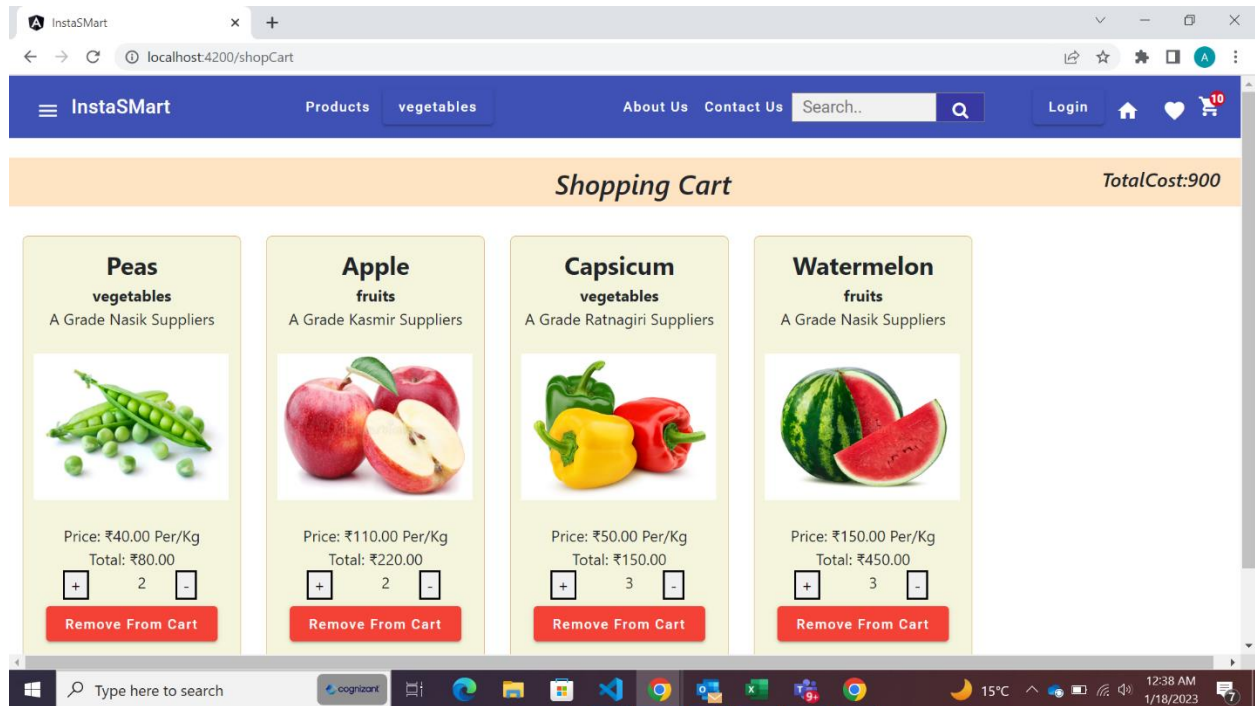 InstaSMart
localhost:4200/shopCart
A
InstaSMart Products vegetables About Us Contact Us Search.. Login 10
Shopping Cart TotalCost:900
Peas
vegetables
A Grade Nasik Suppliers
Price: ₹40.00 Per/Kg
Total: ₹80.00
+ 2 -
Remove From Cart
Apple
fruits
A Grade Kasmir Suppliers
Price: ₹110.00 Per/Kg
Total: ₹220.00
+ 2 -
Remove From Cart
Capsicum
vegetables
A Grade Ratnagiri Suppliers
Price: ₹50.00 Per/Kg
Total: ₹150.00
+ 3 -
Remove From Cart
Watermelon
fruits
A Grade Nasik Suppliers
Price: ₹150.00 Per/Kg
Total: ₹450.00
+ 3 -
Remove From Cart
Type here to search cognizant 9+ 15°C 12:38 AM
1/18/2023 7